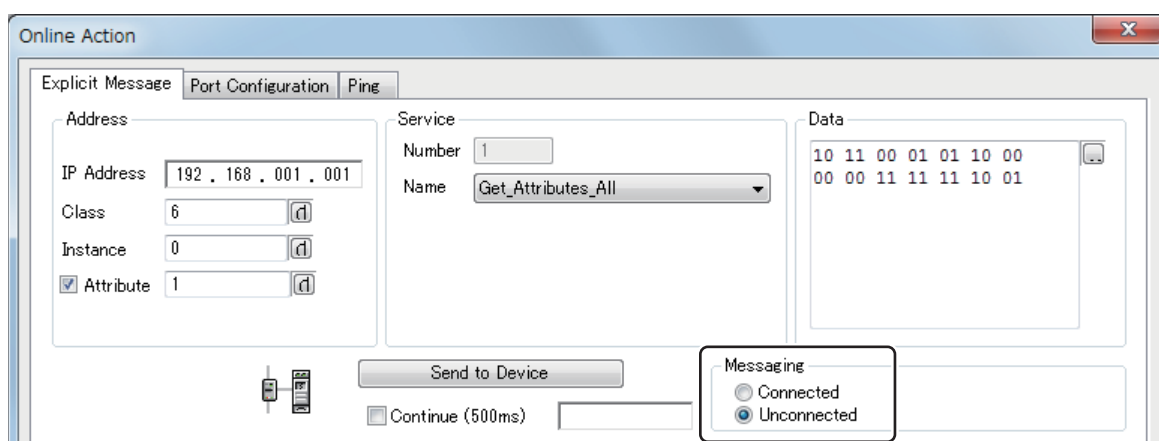 Online Action
Explicit Message Port Configuration Ping
Address
IP Address 192 . 168 . 001 . 001
Class 6 d
Instance 0 d
Attribute 1 d
Service
Number 1
Name Get_Attributes_All
Data
10 11 00 01 01 10 00 ..
00 00 11 11 11 10 01
Send to Device
Continue (500ms)
Messaging
Connected
Unconnected